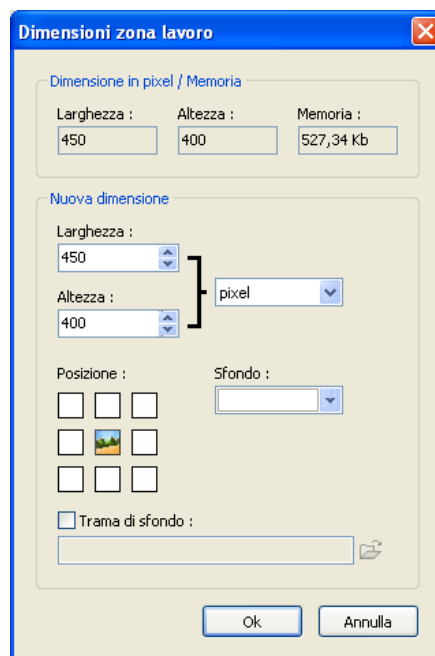 Dimensioni zona lavoro
Dimensione in pixel / Memoria
Larghezza : Altezza : Memoria :
450 400 527,34 Kb
Nuova dimensione
Larghezza :
450
pixel
Altezza :
400
Posizione : Sfondo :
Trama di sfondo :
Ok Annulla